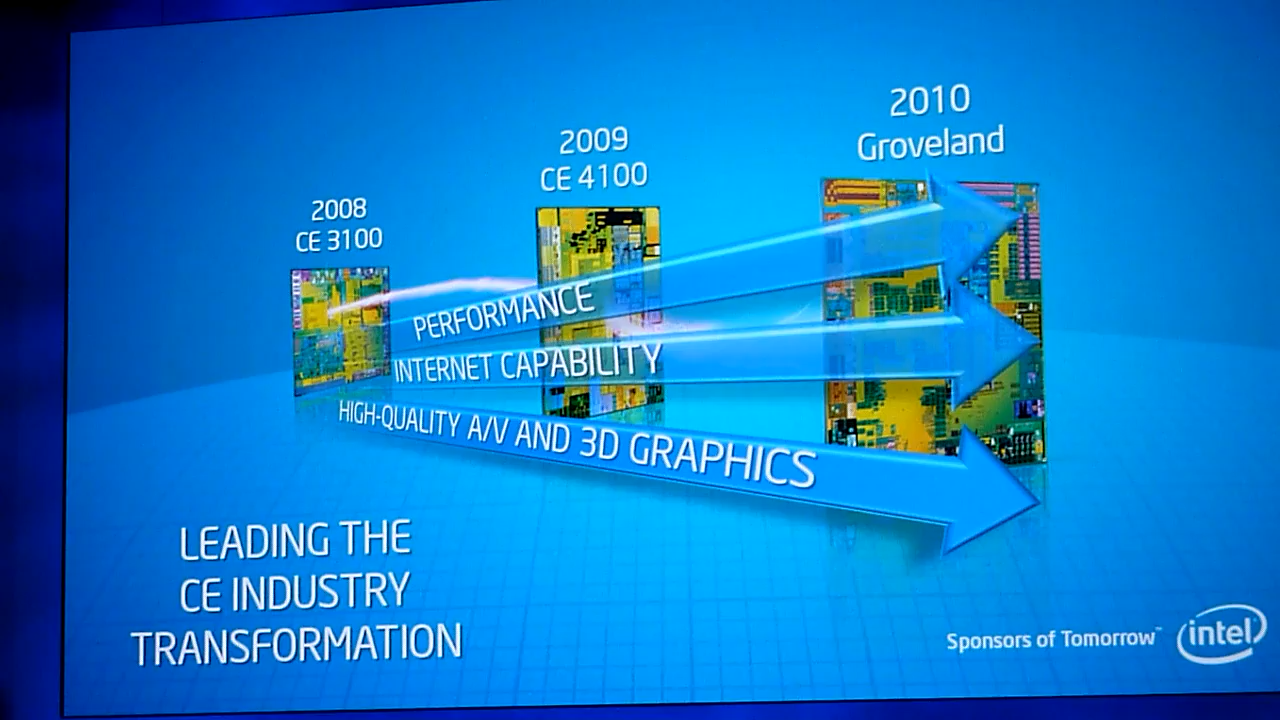 2010
Groveland
2009
CE 4100
2008
CE 3100
PERFORMANCE
INTERNET CAPABILITY
HIGH-QUALITY A/V AND 3D GRAPHICS
LEADING THE
CE INDUSTRY
TRANSFORMATION
Sponsors of Tomorrow™
intel